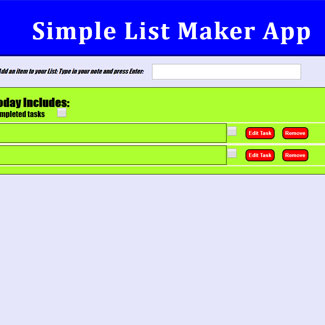 Simple List Maker App
Add an item to your List: Type in your note and press Enter:
oday Includes:
mpleted tasks
Edit Task Remove
Edit Task Remove